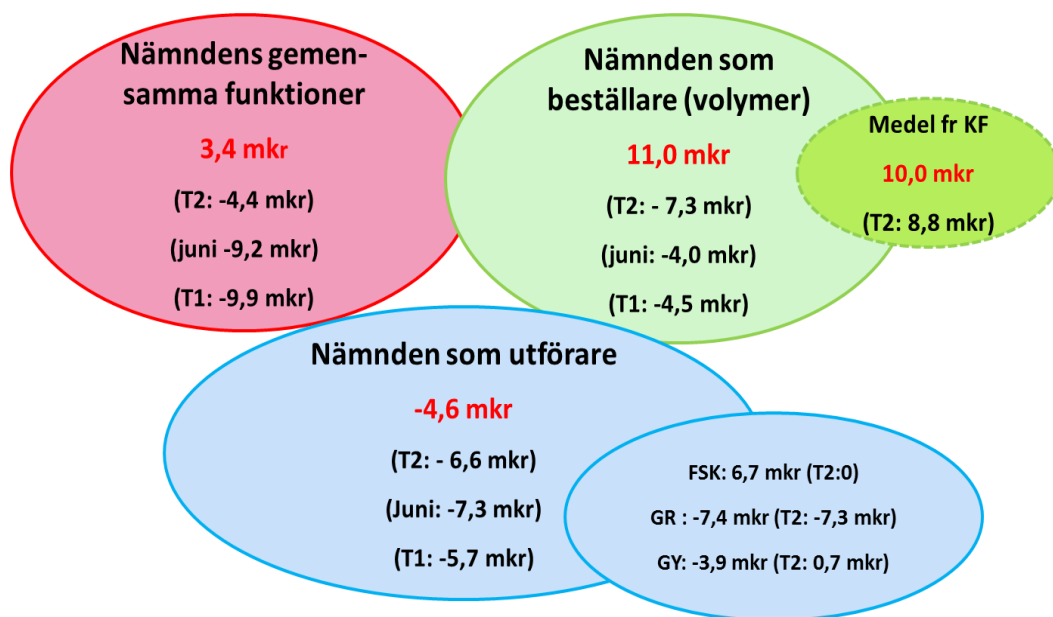 Nämndens gemen-
samma funktioner
3,4 mkr
(T2: -4,4 mkr)
(juni -9,2 mkr)
(T1: -9,9 mkr)
Nämnden som
beställare (volymer)
11,0 mkr
(T2: - 7,3 mkr)
(juni: -4,0 mkr)
(T1: -4,5 mkr)
Medel fr KF
10,0 mkr
(T2: 8,8 mkr)
Nämnden som utförare
-4,6 mkr
(T2: - 6,6 mkr)
(Juni: -7,3 mkr)
(T1: -5,7 mkr)
FSK: 6,7 mkr (T2:0)
GR : -7,4 mkr (T2: -7,3 mkr)
GY: -3,9 mkr (T2: 0,7 mkr)